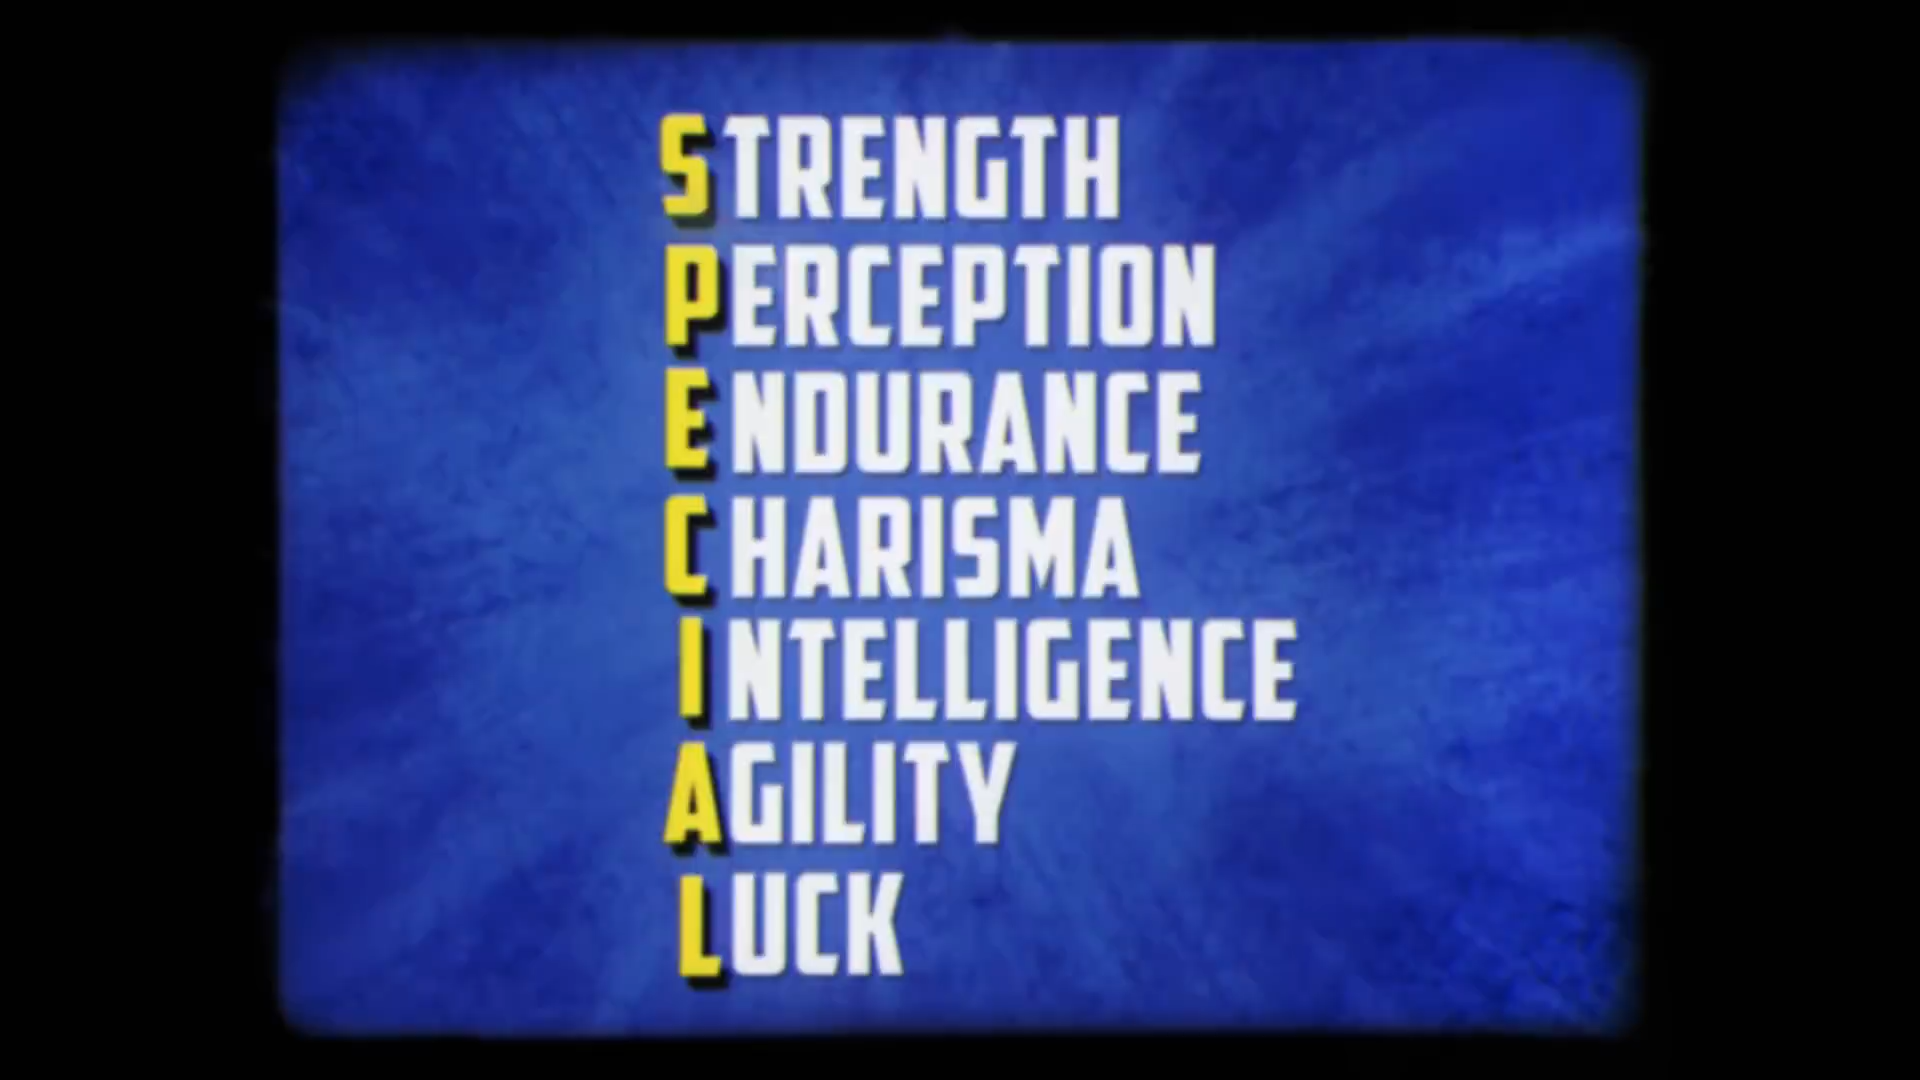 STRENGTH
PERCEPTION
ENDURANCE
CHARISMA
INTELLIGENCE
AGILITY
LUCK